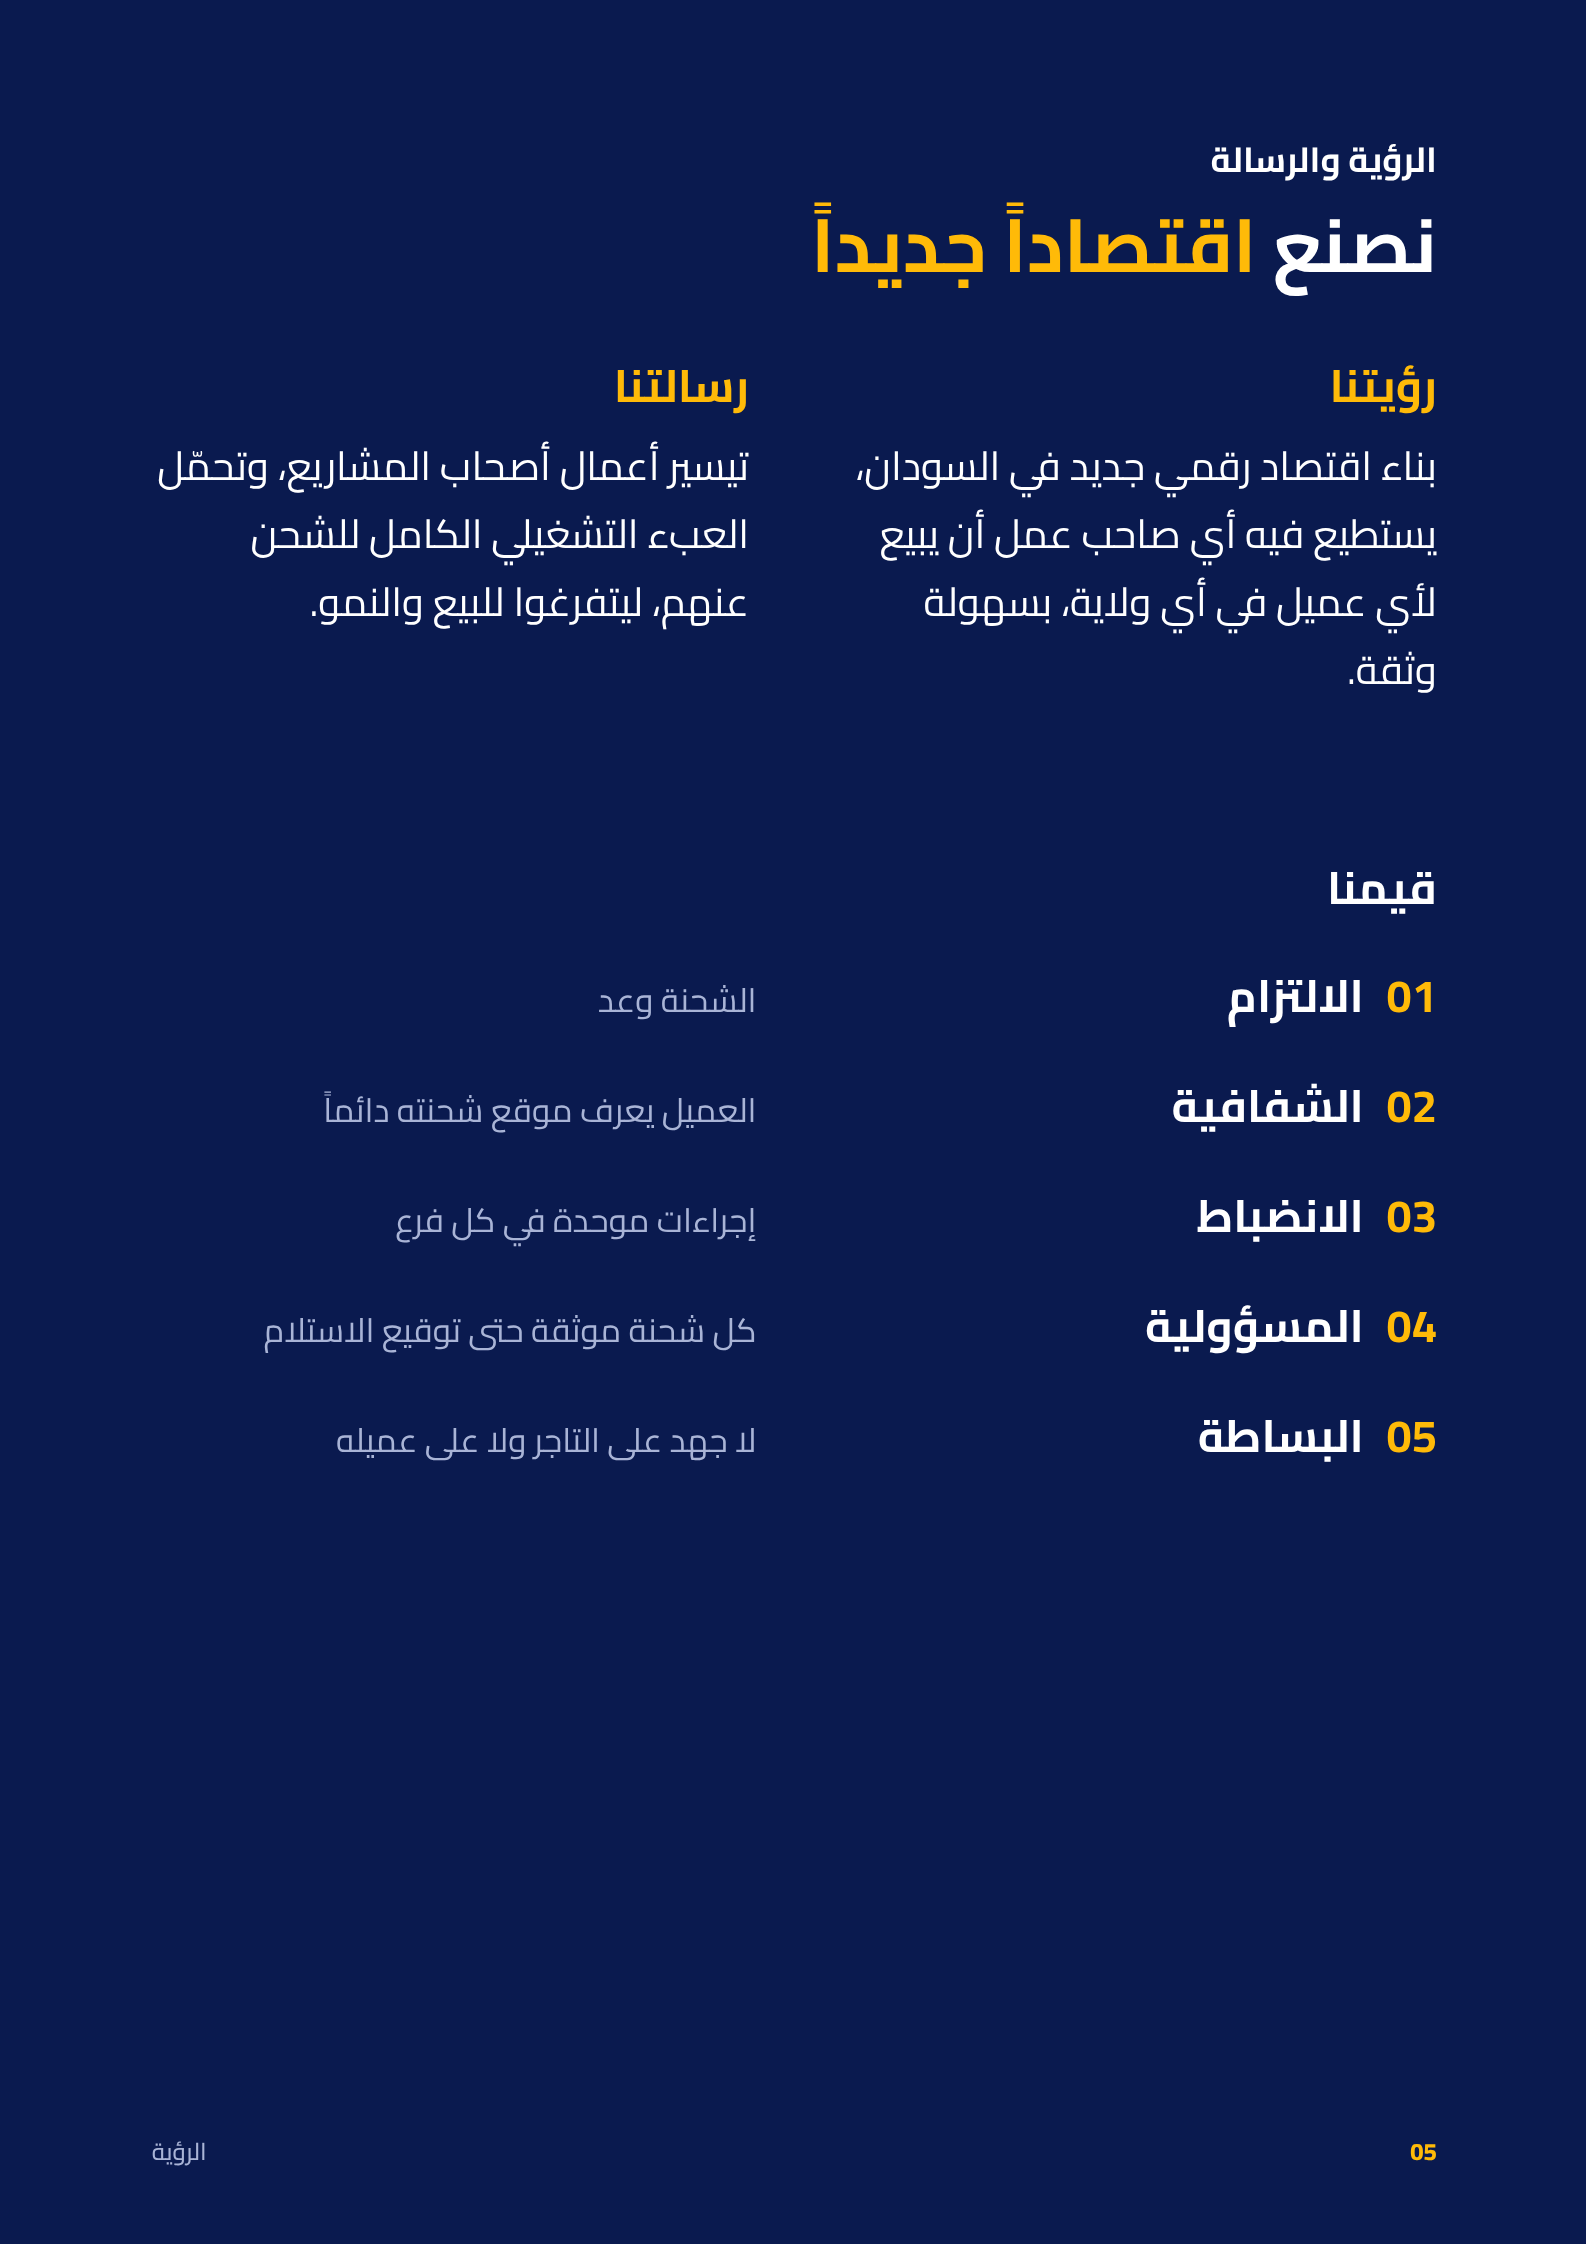 الرؤية والرسالة
نصنع اقتصاداً جديداً
رؤيتنا
بناء اقتصاد رقمي جديد في السودان،
يستطيع فيه أي صاحب عمل أن يبيع
لأي عميل في أي ولاية، بسهولة
وثقة.
رسالتنا
تيسير أعمال أصحاب المشاريع، وتحمّل
العبء التشغيلي الكامل للشحن
عنهم، ليتفرغوا للبيع والنمو.
قيمنا
01 الالتزام الشحنة وعد
02 الشفافية العميل يعرف موقع شحنته دائماً
03 الانضباط إجراءات موحدة في كل فرع
04 المسؤولية كل شحنة موثقة حتى توقيع الاستلام
05 البساطة لا جهد على التاجر ولا على عميله
05 الرؤية